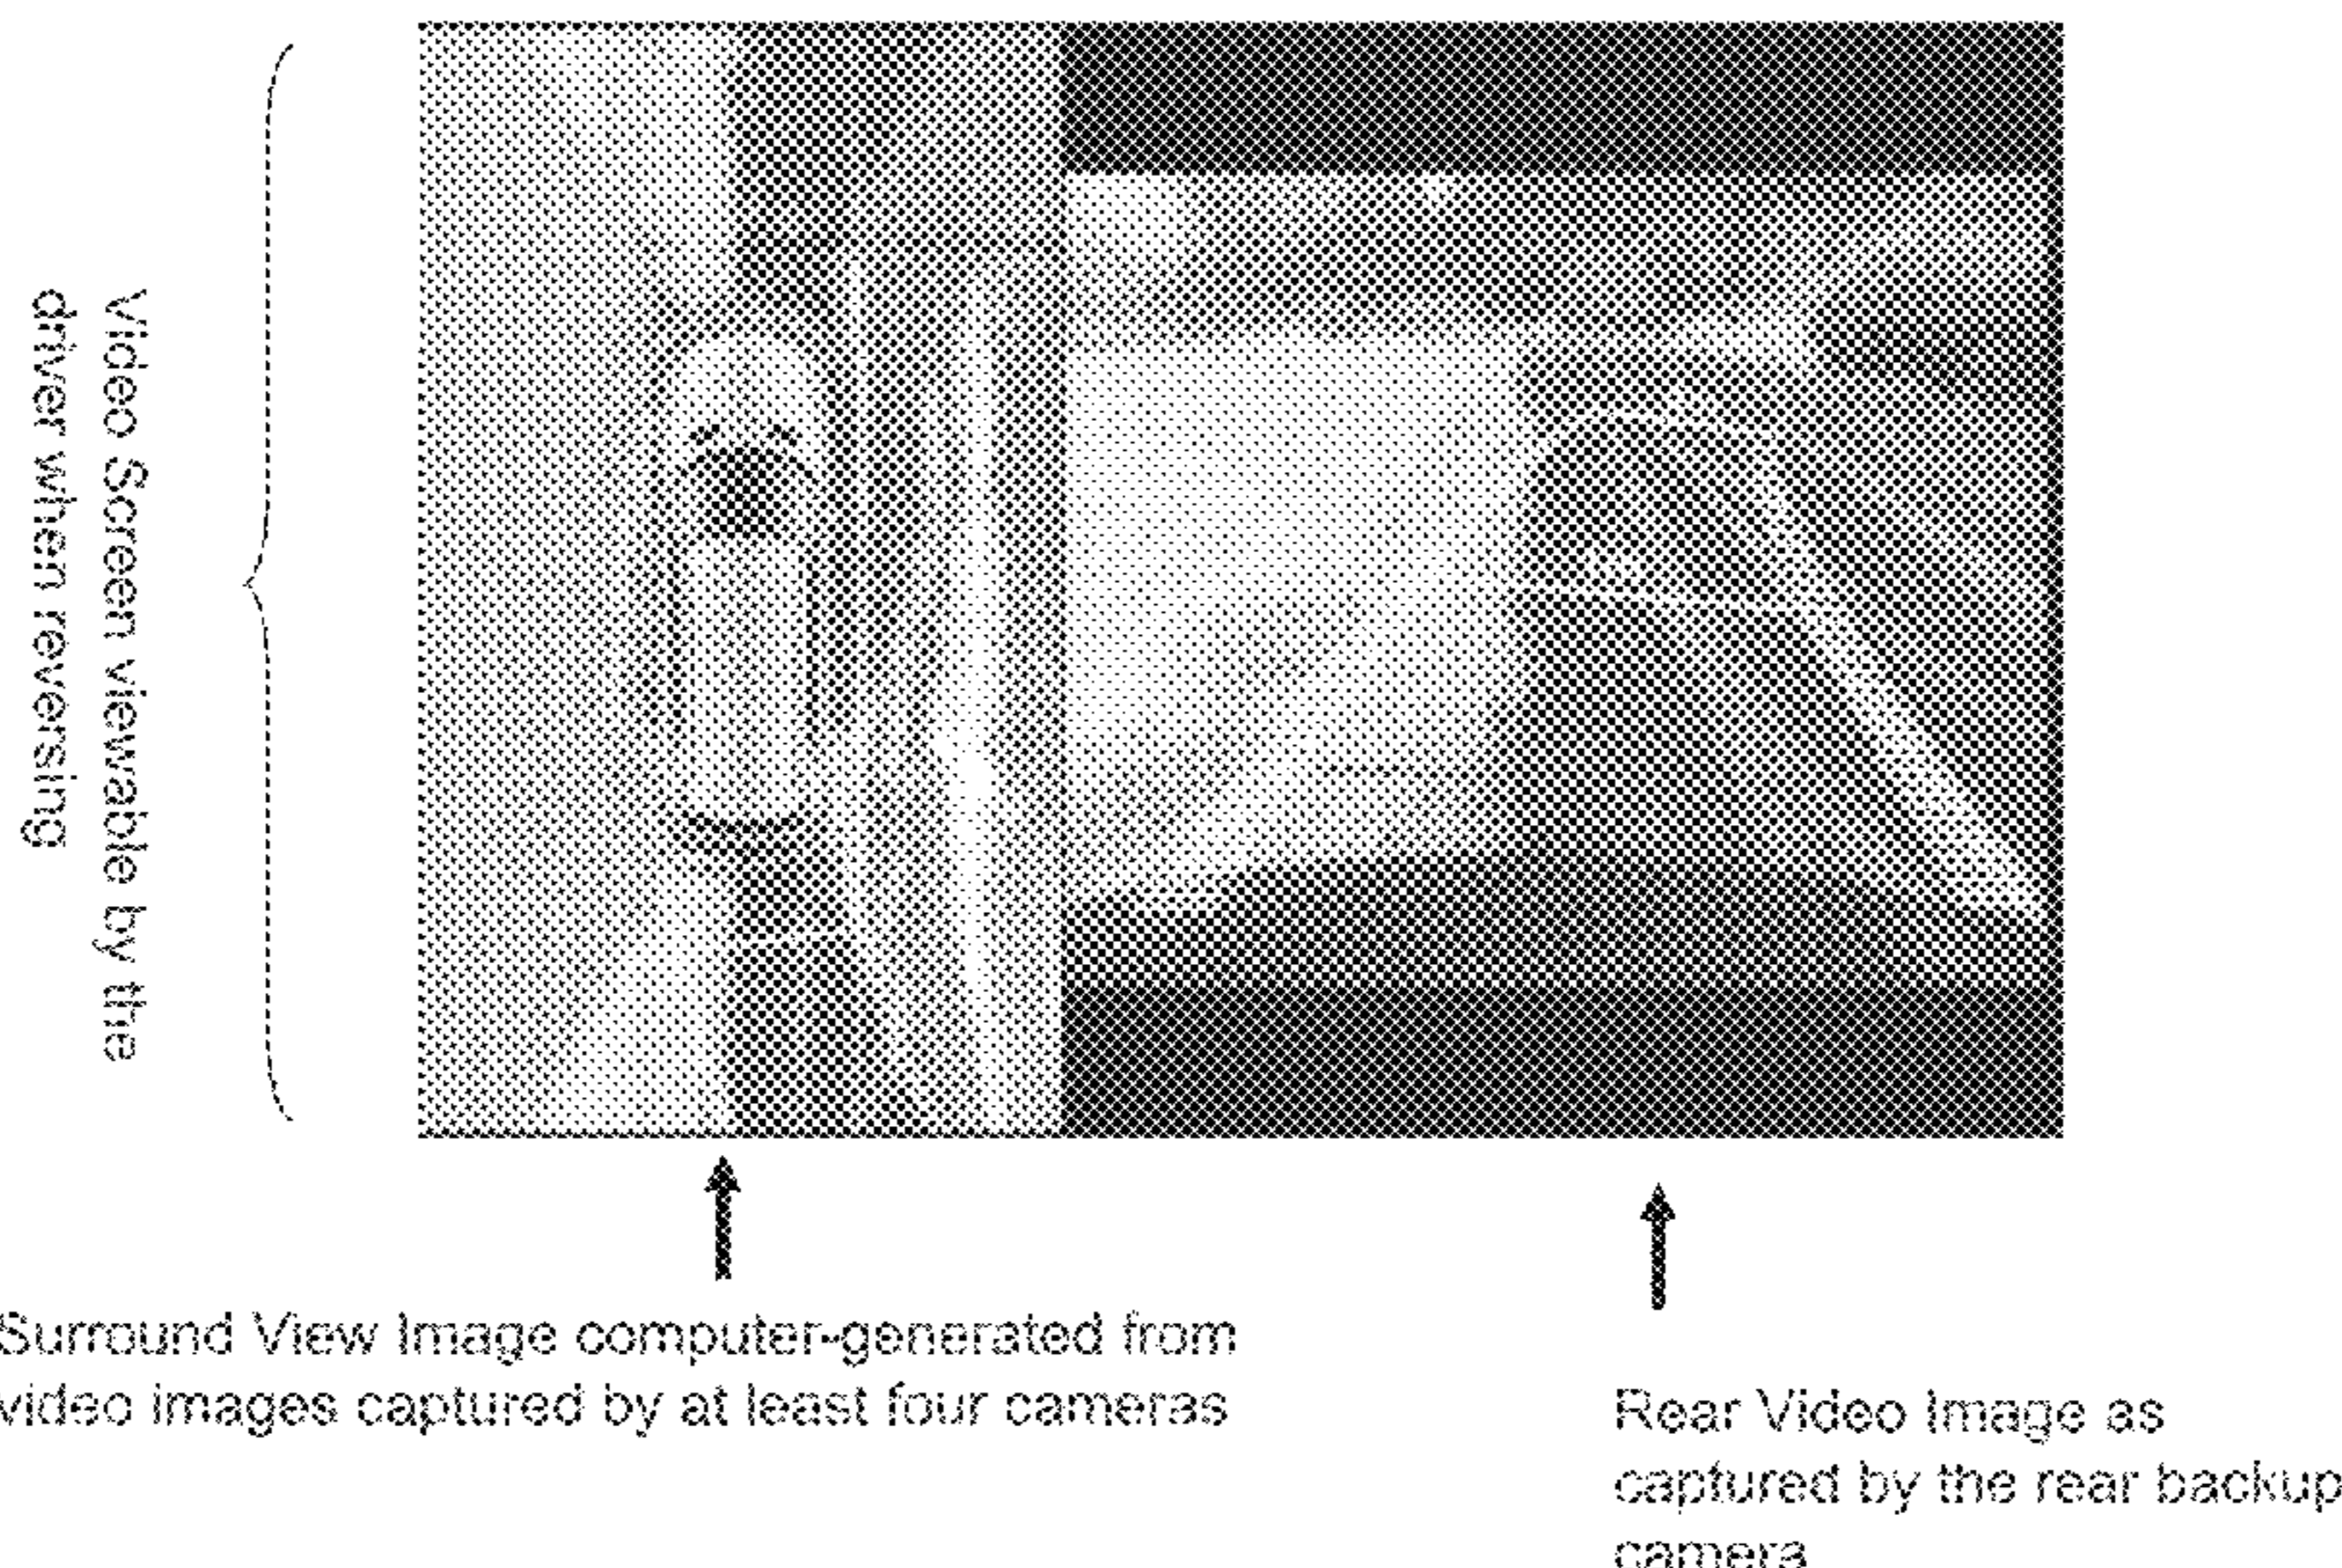 Video Screen viewable by the
driver when reversing
Surround View Image computer-generated from
video images captured by at least four cameras
Rear Video Image as
captured by the rear backup
camera